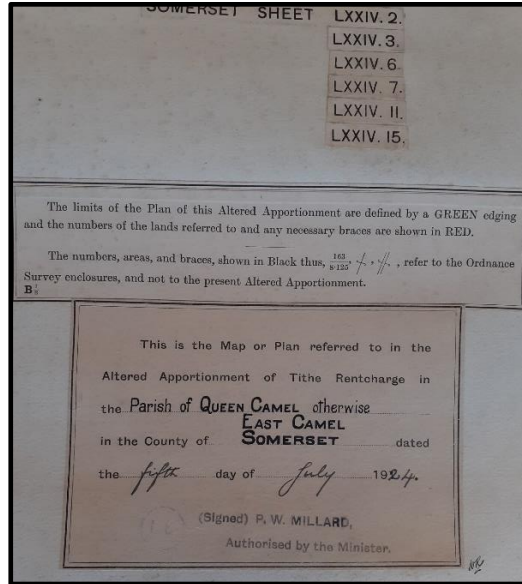 SOMERSET SHEET LXXIV. 2.
LXXIV. 3.
LXXIV. 6.
LXXIV. 7.
LXXIV. 11.
LXXIV. 15.
The limits of the Plan of this Altered Apportionment are defined by a GREEN edging
and the numbers of the lands referred to and any necessary braces are shown in RED.
The numbers, areas, and braces, shown in Black thus, 163/8·125, refer to the Ordnance
Survey enclosures, and not to the present Altered Apportionment.
B
This is the Map or Plan referred to in the
Altered Apportionment of Tithe Rentcharge in
the Parish of QUEEN CAMEL otherwise
EAST CAMEL
in the County of SOMERSET dated
the fifth day of July 1924.
(Signed) P. W. MILLARD,
Authorised by the Minister.